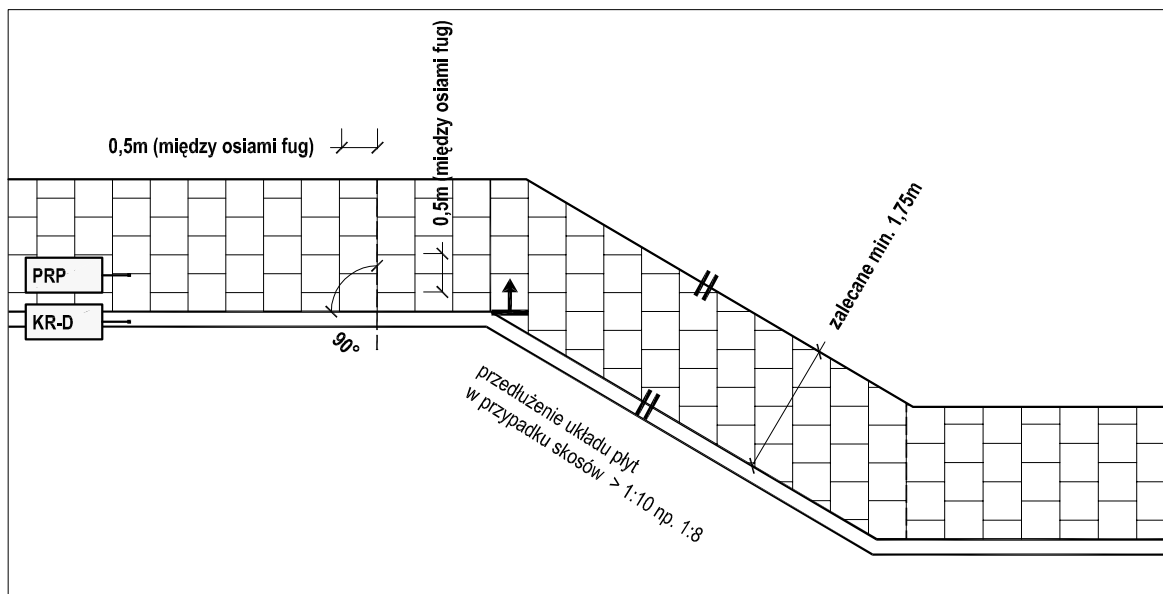 0,5m (między osiami fug)
0,5m (między osiami fug)
PRP
KR-D
90°
zalecane min. 1,75m
przedłużenie układu płyt
w przypadku skosów > 1:10 np. 1:8